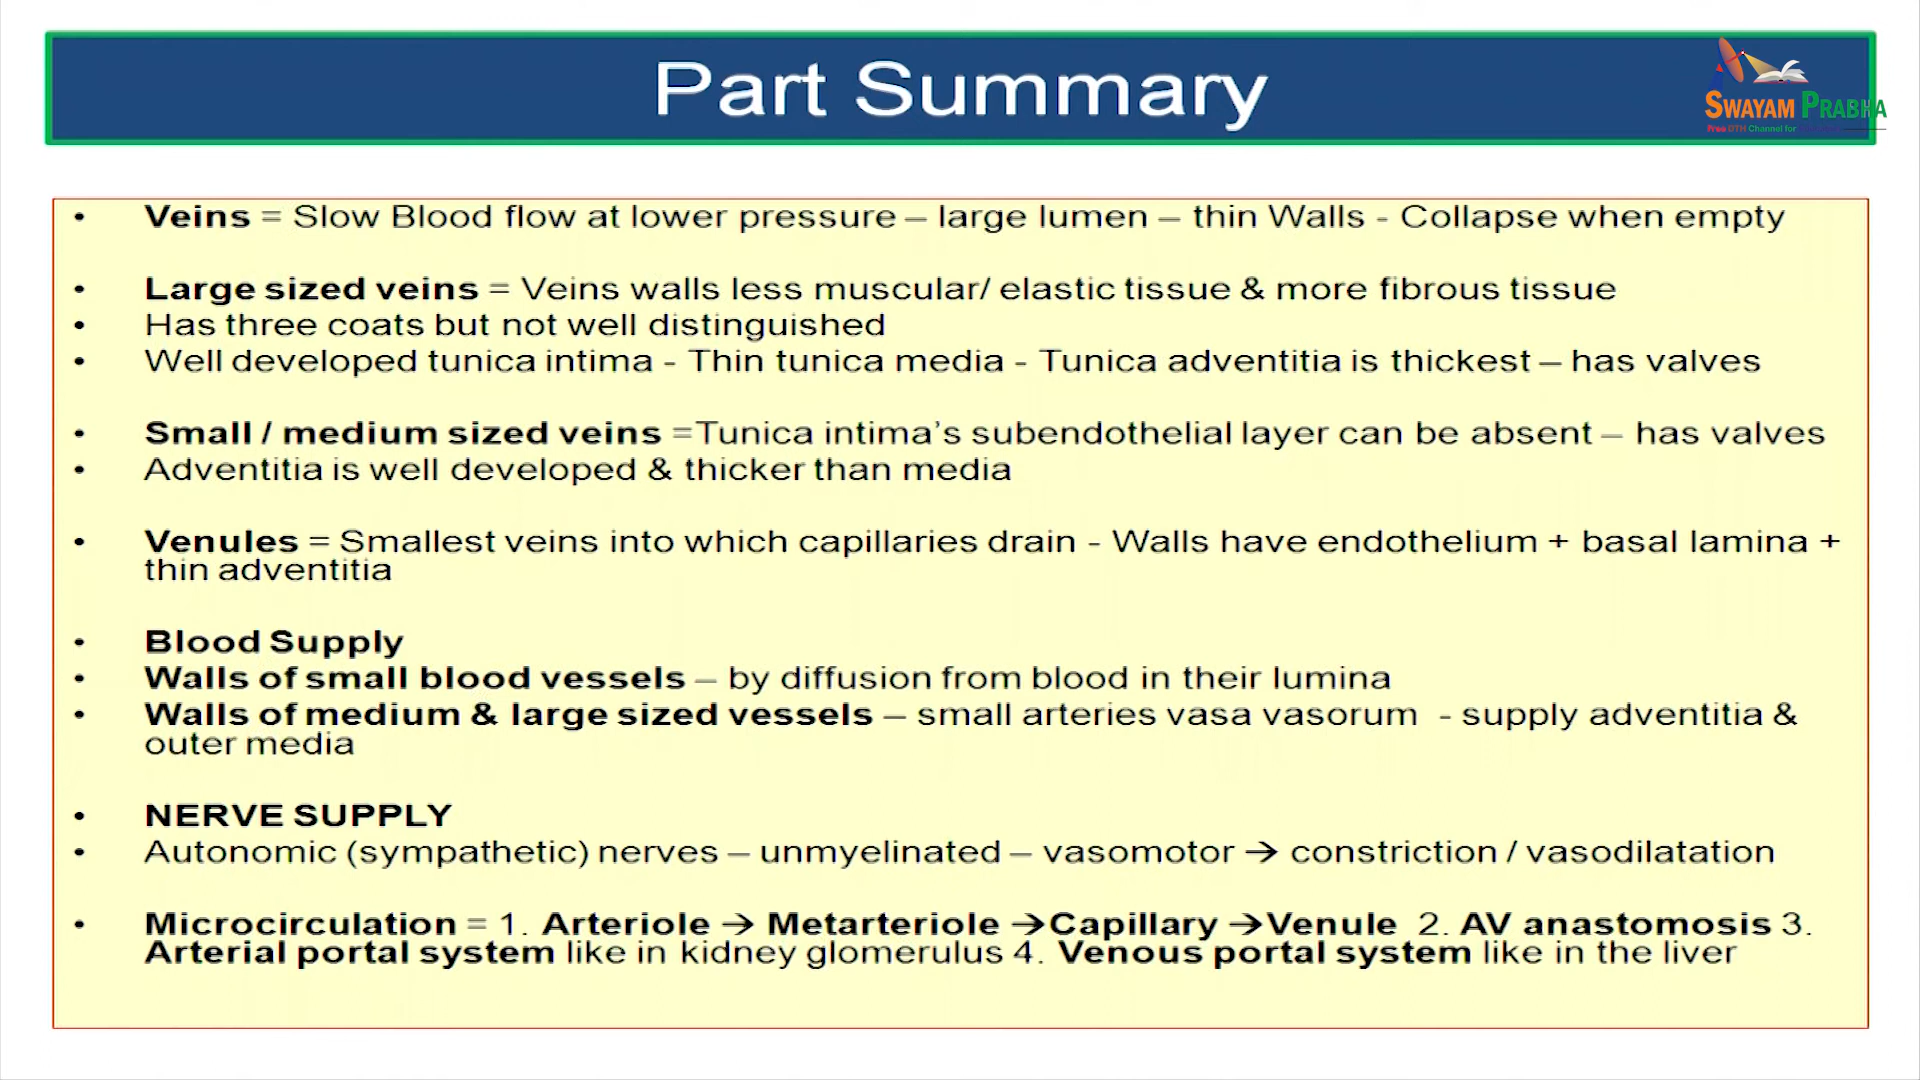 Part Summary
SWAYAM PRABHA
Free DTH Channel for
• Veins = Slow Blood flow at lower pressure – large lumen – thin Walls - Collapse when empty
• Large sized veins = Veins walls less muscular/ elastic tissue & more fibrous tissue
• Has three coats but not well distinguished
• Well developed tunica intima - Thin tunica media - Tunica adventitia is thickest – has valves
• Small / medium sized veins =Tunica intima’s subendothelial layer can be absent – has valves
• Adventitia is well developed & thicker than media
• Venules = Smallest veins into which capillaries drain - Walls have endothelium + basal lamina +
thin adventitia
• Blood Supply
• Walls of small blood vessels – by diffusion from blood in their lumina
• Walls of medium & large sized vessels – small arteries vasa vasorum - supply adventitia &
outer media
• NERVE SUPPLY
• Autonomic (sympathetic) nerves – unmyelinated – vasomotor → constriction / vasodilatation
• Microcirculation = 1. Arteriole → Metarteriole →Capillary →Venule 2. AV anastomosis 3.
Arterial portal system like in kidney glomerulus 4. Venous portal system like in the liver